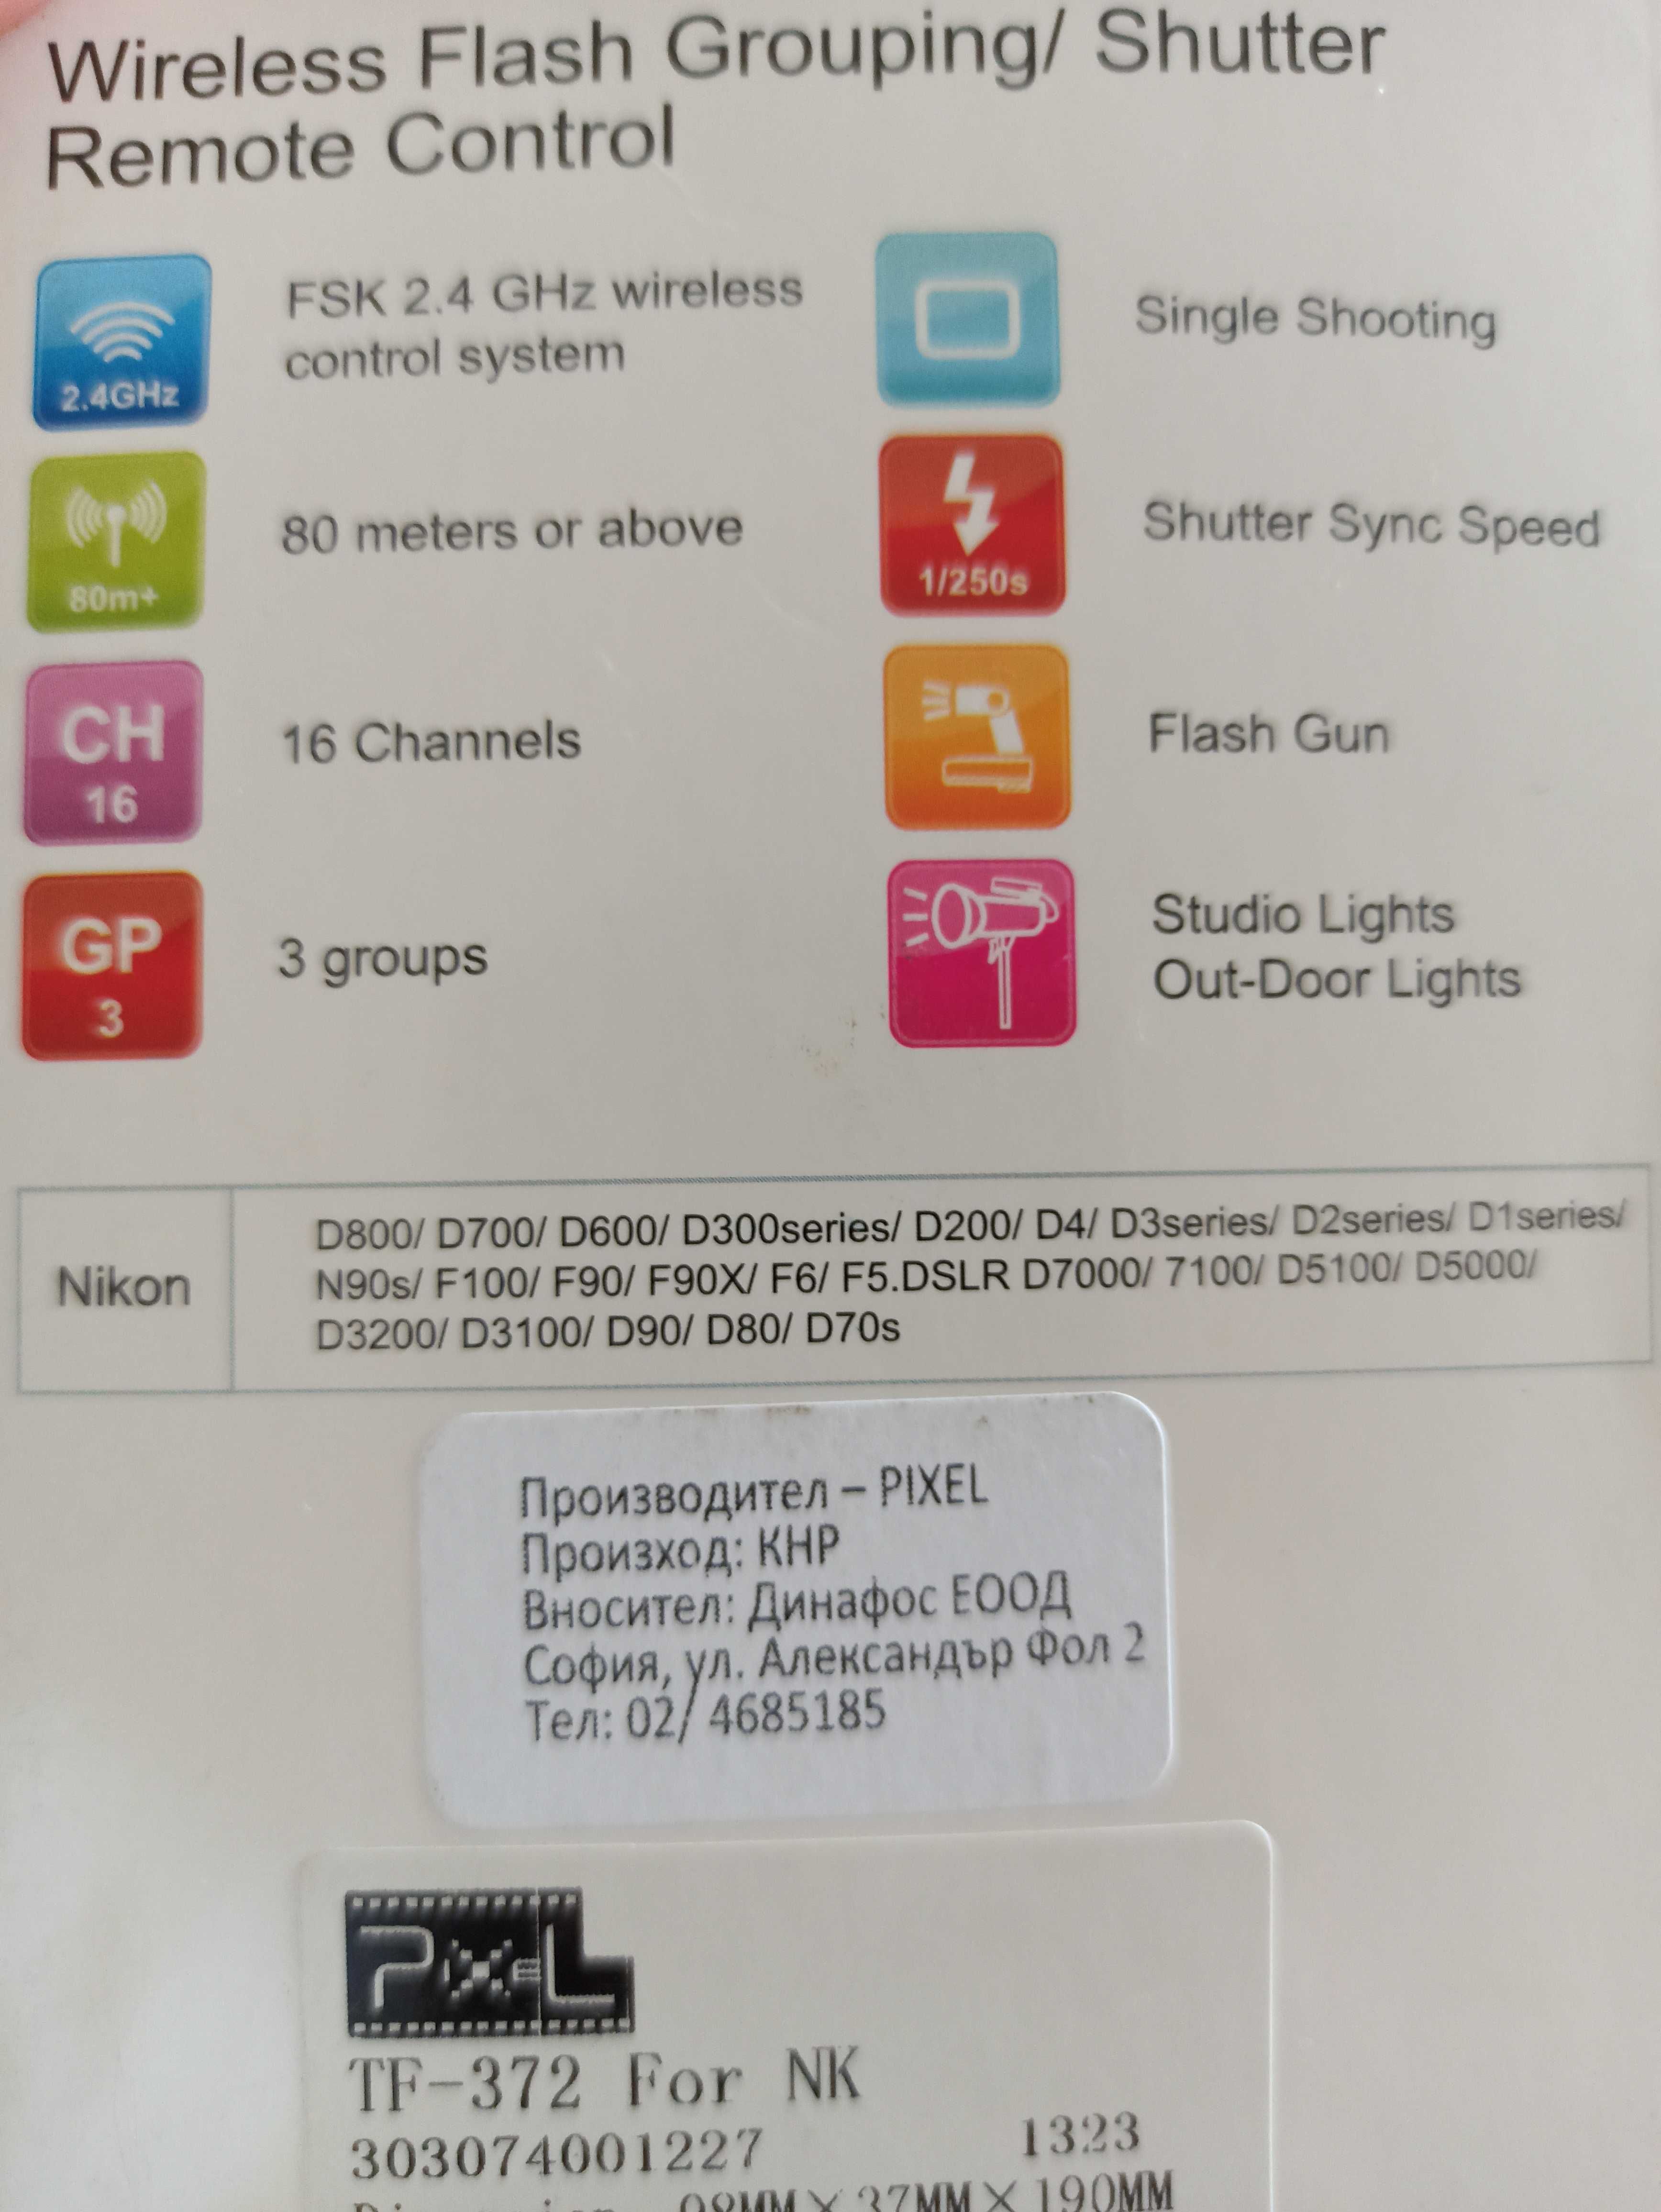 Wireless Flash Grouping/ Shutter
Remote Control
2.4GHz
FSK 2.4 GHz wireless
control system
Single Shooting
80m+
80 meters or above
1/250s
Shutter Sync Speed
CH
16
16 Channels
Flash Gun
GP
3
3 groups
Studio Lights
Out-Door Lights
Nikon
D800/ D700/ D600/ D300series/ D200/ D4/ D3series/ D2series/ D1series/
N90s/ F100/ F90/ F90X/ F6/ F5.DSLR D7000/ 7100/ D5100/ D5000/
D3200/ D3100/ D90/ D80/ D70s
Производител – PIXEL
Произход: КНР
Вносител: Динафос ЕООД
София, ул. Александър Фол 2
Тел: 02/ 4685185
PixeL
TF-372 For NK
303074001227 1323
98MM×37MM×190MM